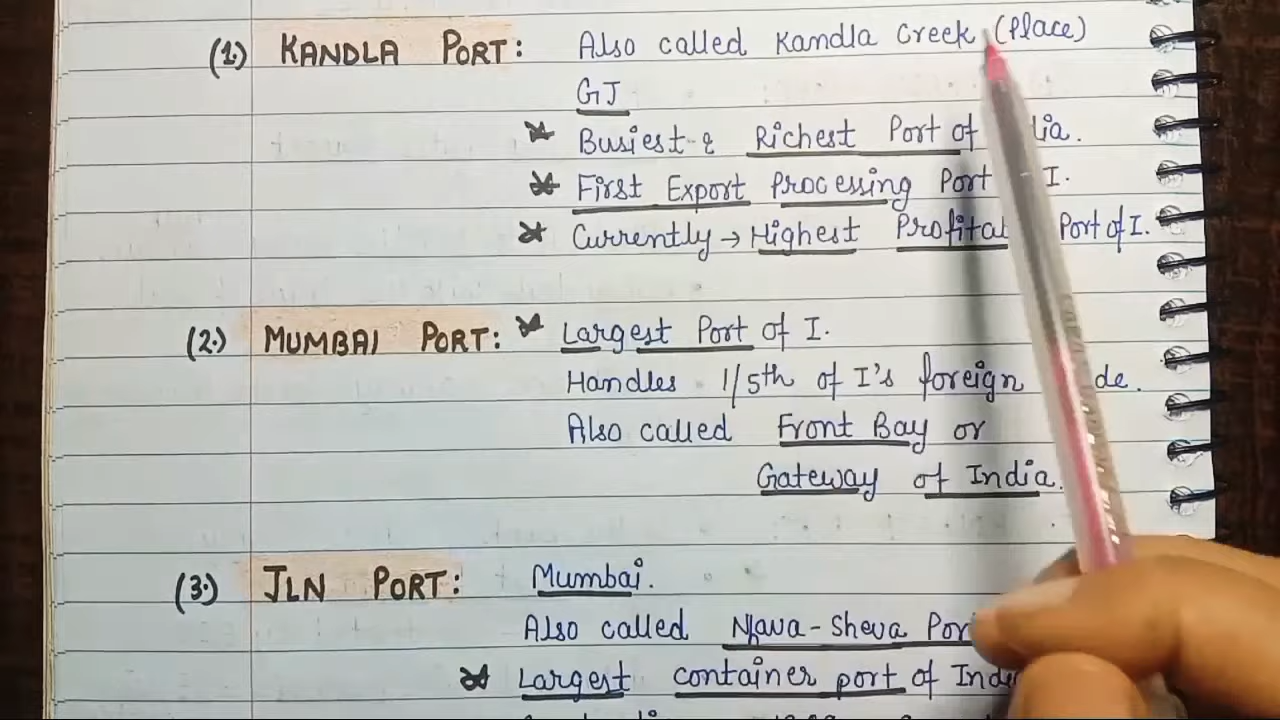 (1.) KANDLA PORT: Also called Kandla Creek (Place)
GJ
Busiest & Richest Port of dia.
First Export Processing Port I.
Currently → Highest Profitab Port of I.
(2.) MUMBAI PORT: Largest Port of I.
Handles 1/5th of I's foreign de.
Also called Front Bay or
Gateway of India.
(3.) JLN PORT: Mumbai.
Also called Nhava-Sheva Por
Largest container port of India